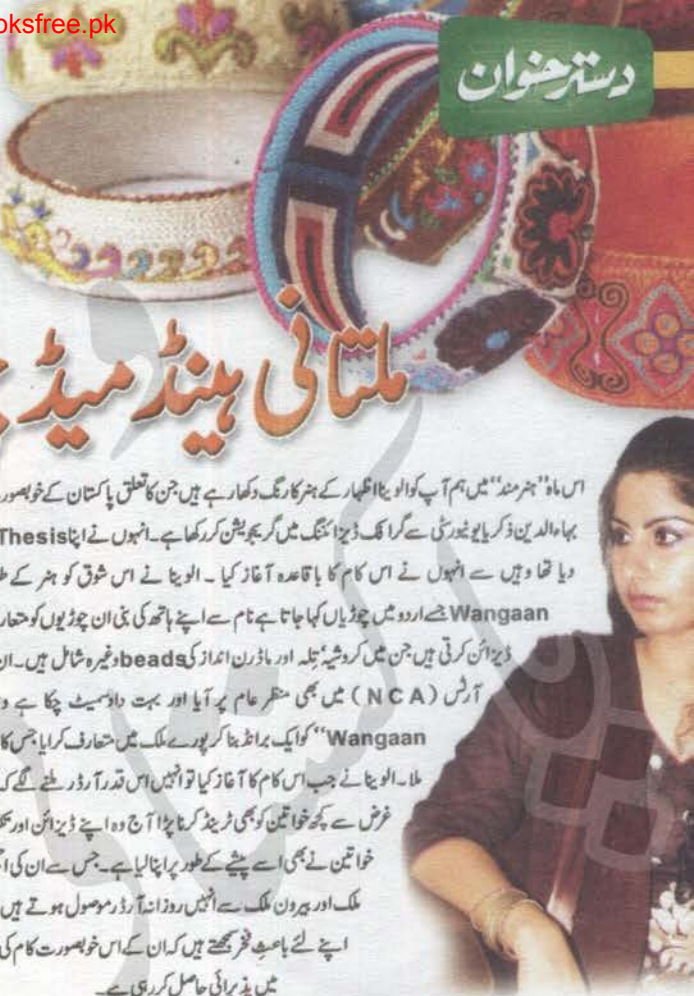 oksfree.pk
دسترخوان
ملتانی ہینڈ میڈ
اس ماہ ’’ہنرمند‘‘ میں ہم آپ کو الوینا اظہار کے ہنر کا رنگ دکھا رہے ہیں جن کا تعلق پاکستان کے خوبصور
بہاءالدین ذکریا یونیورسٹی سے گرافک ڈیزائننگ میں گریجویشن کر رکھا ہے۔ انہوں نے اپنا Thesis
دیا تھا وہیں سے انہوں نے اس کام کا باقاعدہ آغاز کیا ۔ الوینا نے اس شوق کو ہنر کے ط
Wangaan جسے اردو میں چوڑیاں کہا جاتا ہے نام سے اپنے ہاتھ کی بنی ان چوڑیوں کو متعار
ڈیزائن کرتی ہیں جن میں کروشیہ، تلہ اور ماڈرن انداز کی beads وغیرہ شامل ہیں۔ ان
آرٹس (NCA) میں بھی منظر عام پر آیا اور بہت داد سمیٹ چکا ہے و
Wangaan‘‘ کو ایک برانڈ بنا کر پورے ملک میں متعارف کرایا جس کا
ملا۔ الوینا نے جب اس کام کا آغاز کیا تو انہیں اس قدر آرڈر ملنے لگے کہ
غرض سے کچھ خواتین کو بھی ٹرینڈ کرنا پڑا آج وہ اپنے ڈیزائن اور تخ
خواتین نے بھی اسے پیشے کے طور پر اپنا لیا ہے۔ جس سے ان کی ا
ملک اور بیرون ملک سے انہیں روزانہ آرڈر موصول ہوتے ہیں
اپنے لئے باعثِ فخر سمجھتے ہیں کہ ان کے اس خوبصورت کام کی
میں پذیرائی حاصل کر رہی ہے۔